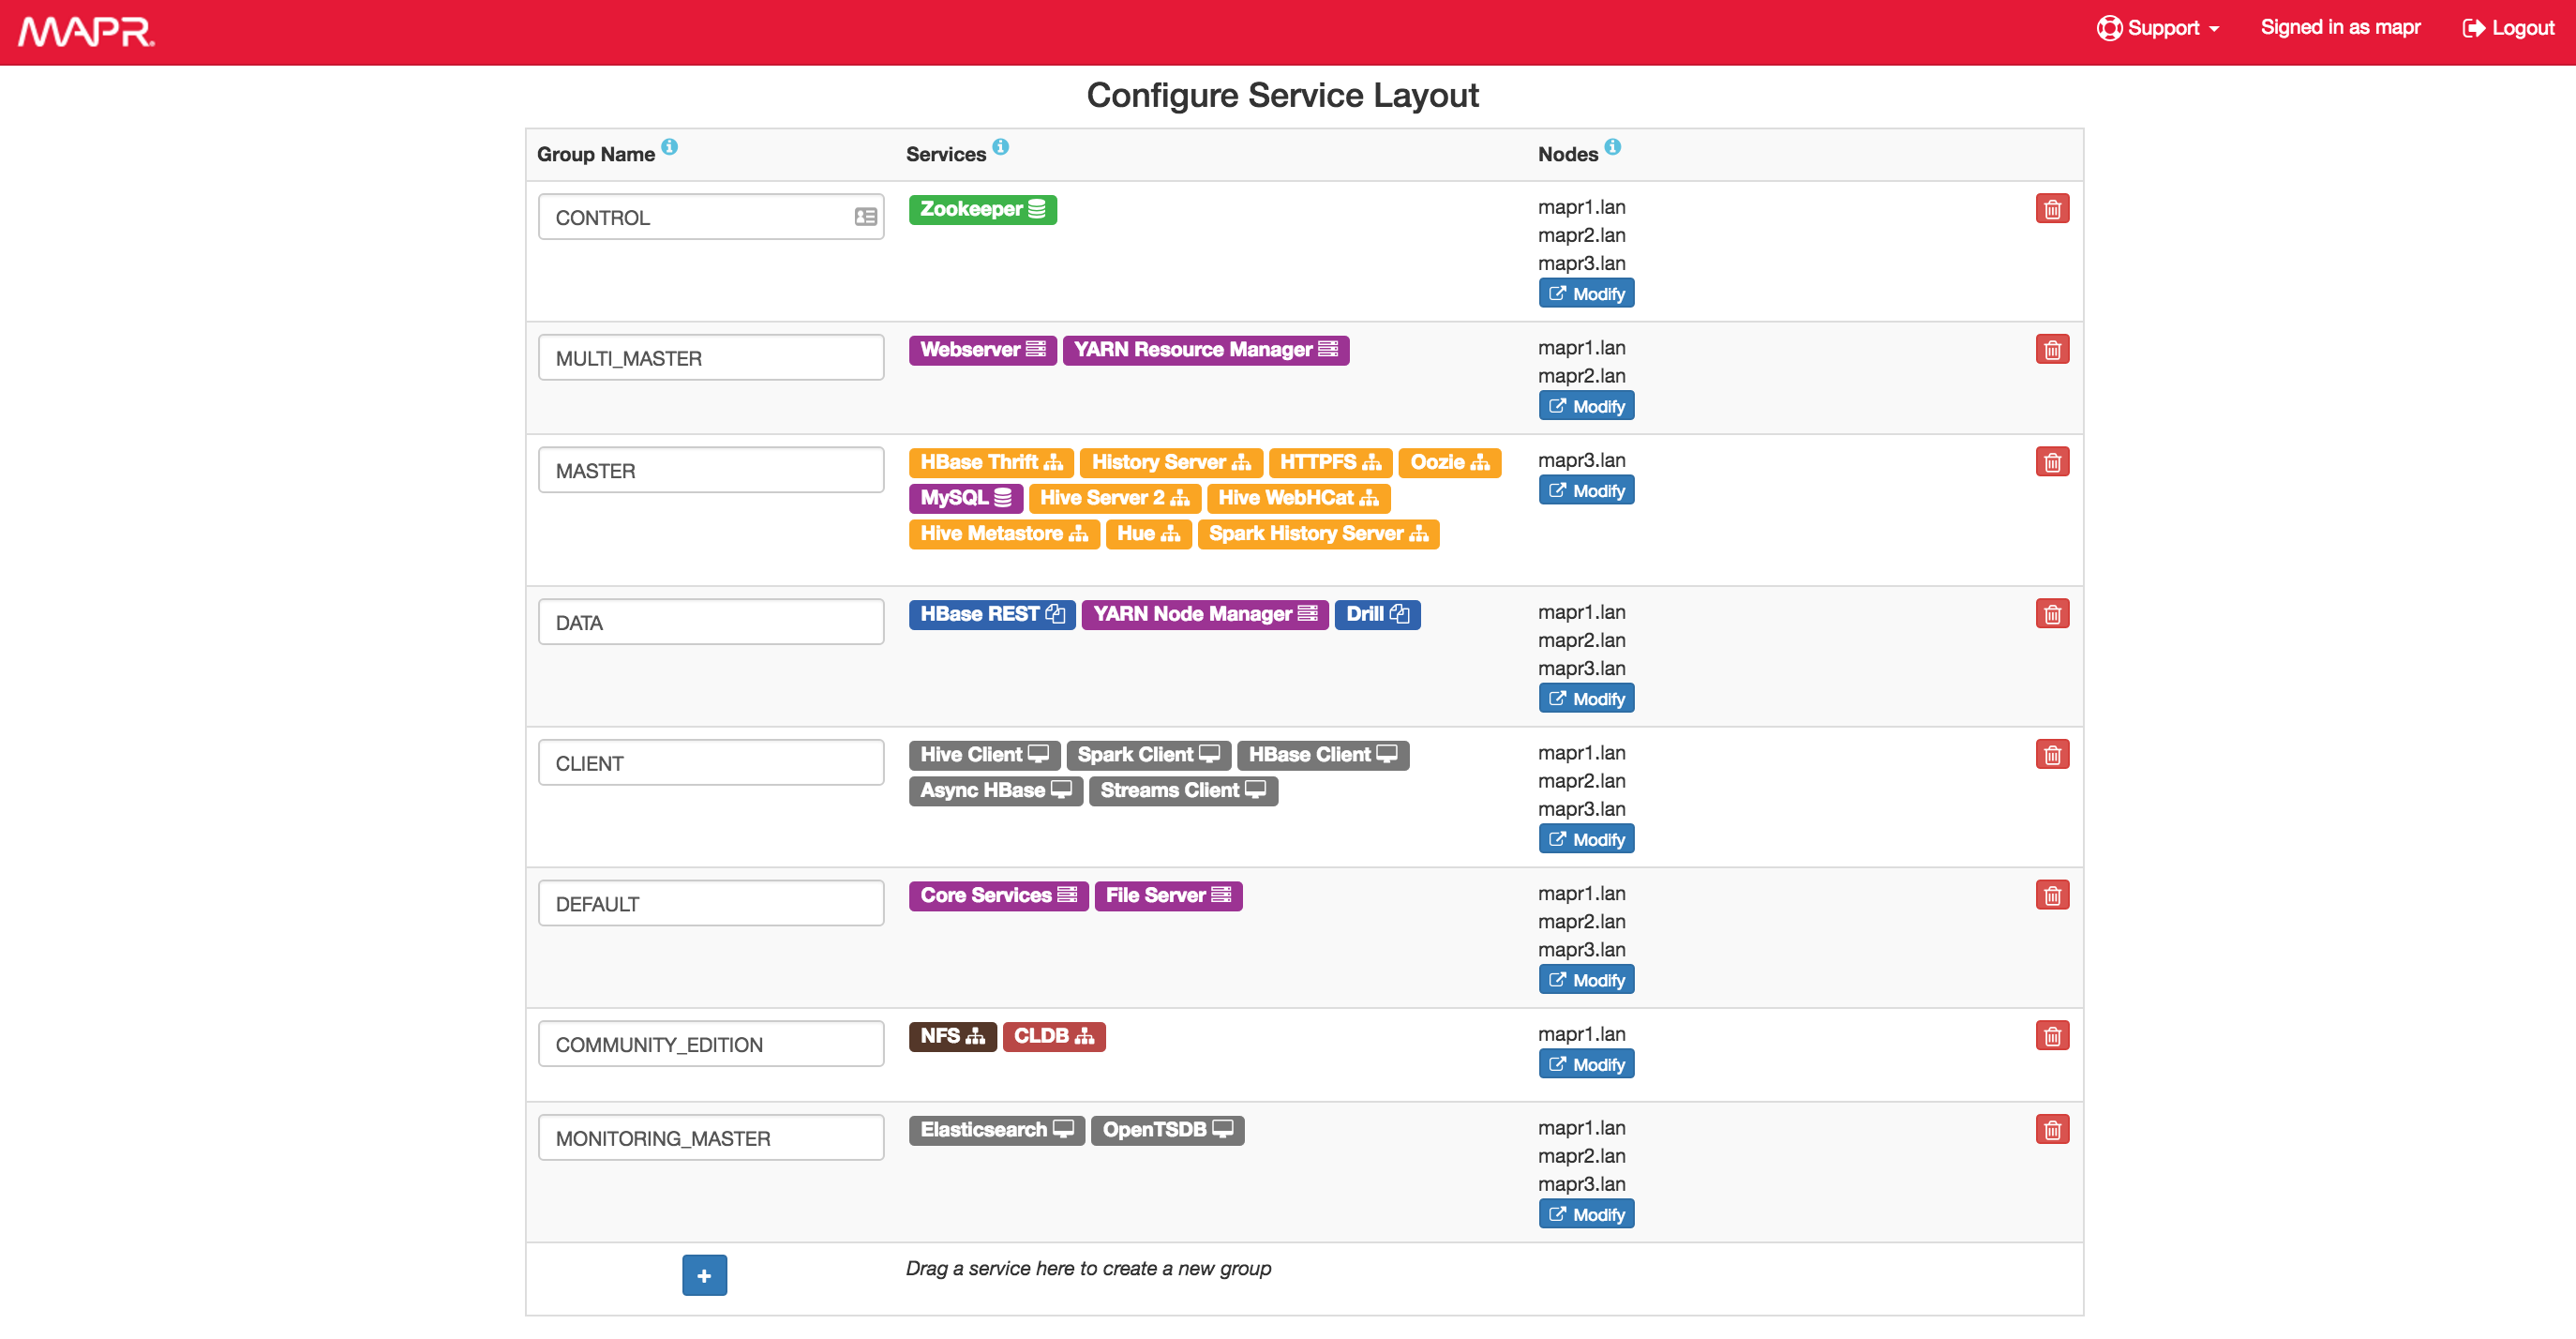 MAPR
Support
Signed in as mapr
Logout
Configure Service Layout
Group Name
Services
Nodes
CONTROL
Zookeeper
mapr1.lan
mapr2.lan
mapr3.lan
Modify
MULTI_MASTER
Webserver YARN Resource Manager
mapr1.lan
mapr2.lan
Modify
MASTER
HBase Thrift History Server HTTPFS Oozie
MySQL Hive Server 2 Hive WebHCat
Hive Metastore Hue Spark History Server
mapr3.lan
Modify
DATA
HBase REST YARN Node Manager Drill
mapr1.lan
mapr2.lan
mapr3.lan
Modify
CLIENT
Hive Client Spark Client HBase Client
Async HBase Streams Client
mapr1.lan
mapr2.lan
mapr3.lan
Modify
DEFAULT
Core Services File Server
mapr1.lan
mapr2.lan
mapr3.lan
Modify
COMMUNITY_EDITION
NFS CLDB
mapr1.lan
Modify
MONITORING_MASTER
Elasticsearch OpenTSDB
mapr1.lan
mapr2.lan
mapr3.lan
Modify
+
Drag a service here to create a new group